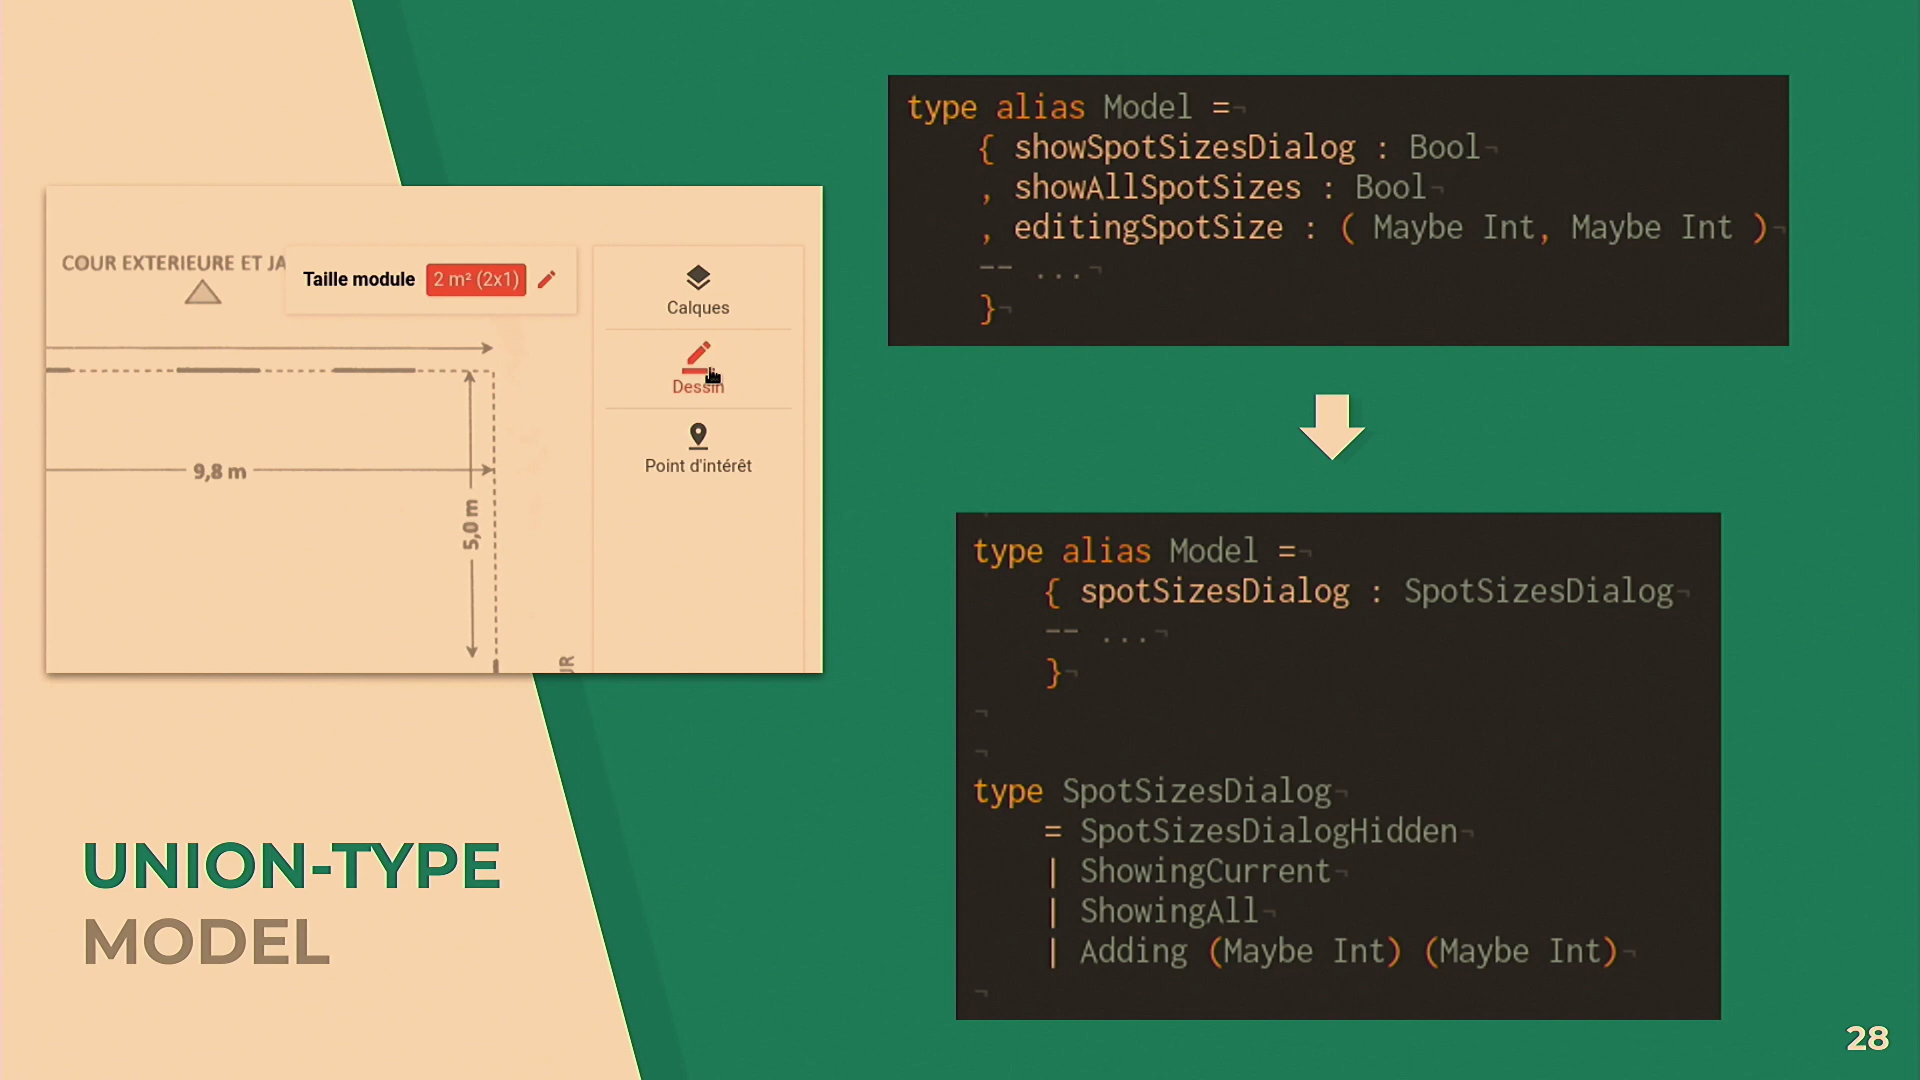 type alias Model =¬
{ showSpotSizesDialog : Bool¬
, showAllSpotSizes : Bool¬
, editingSpotSize : ( Maybe Int, Maybe Int )¬
-- ...¬
}¬
COUR EXTERIEURE ET JA
Taille module 2 m² (2x1)
Calques
Dessin
Point d'intérêt
9,8 m
5,0 m
UR
type alias Model =¬
{ spotSizesDialog : SpotSizesDialog¬
-- ...¬
}¬
¬
¬
type SpotSizesDialog¬
= SpotSizesDialogHidden¬
| ShowingCurrent¬
| ShowingAll¬
| Adding (Maybe Int) (Maybe Int)¬
¬
UNION-TYPE
MODEL
28